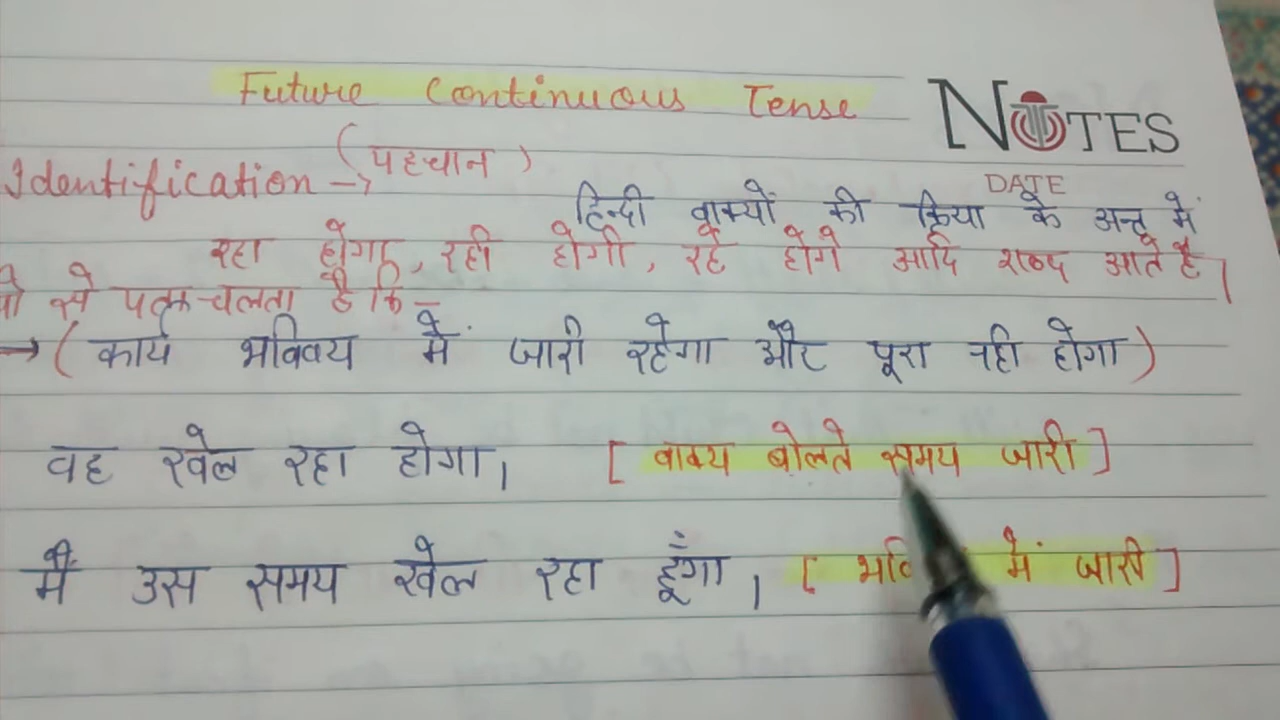 Future Continuous Tense
NOTES
Identification → (पहचान)
DATE
हिन्दी वाक्यों की क्रिया के अन्त में
रहा होगा, रही होगी, रहे होंगे आदि शब्द आते है।
से पता चलता है कि –
→ ( कार्य भविष्य में जारी रहेगा और पूरा नही होगा )
वह खेल रहा होगा। [ वाक्य बोलते समय जारी ]
मैं उस समय खेल रहा हूँगा। [ में जारी ]